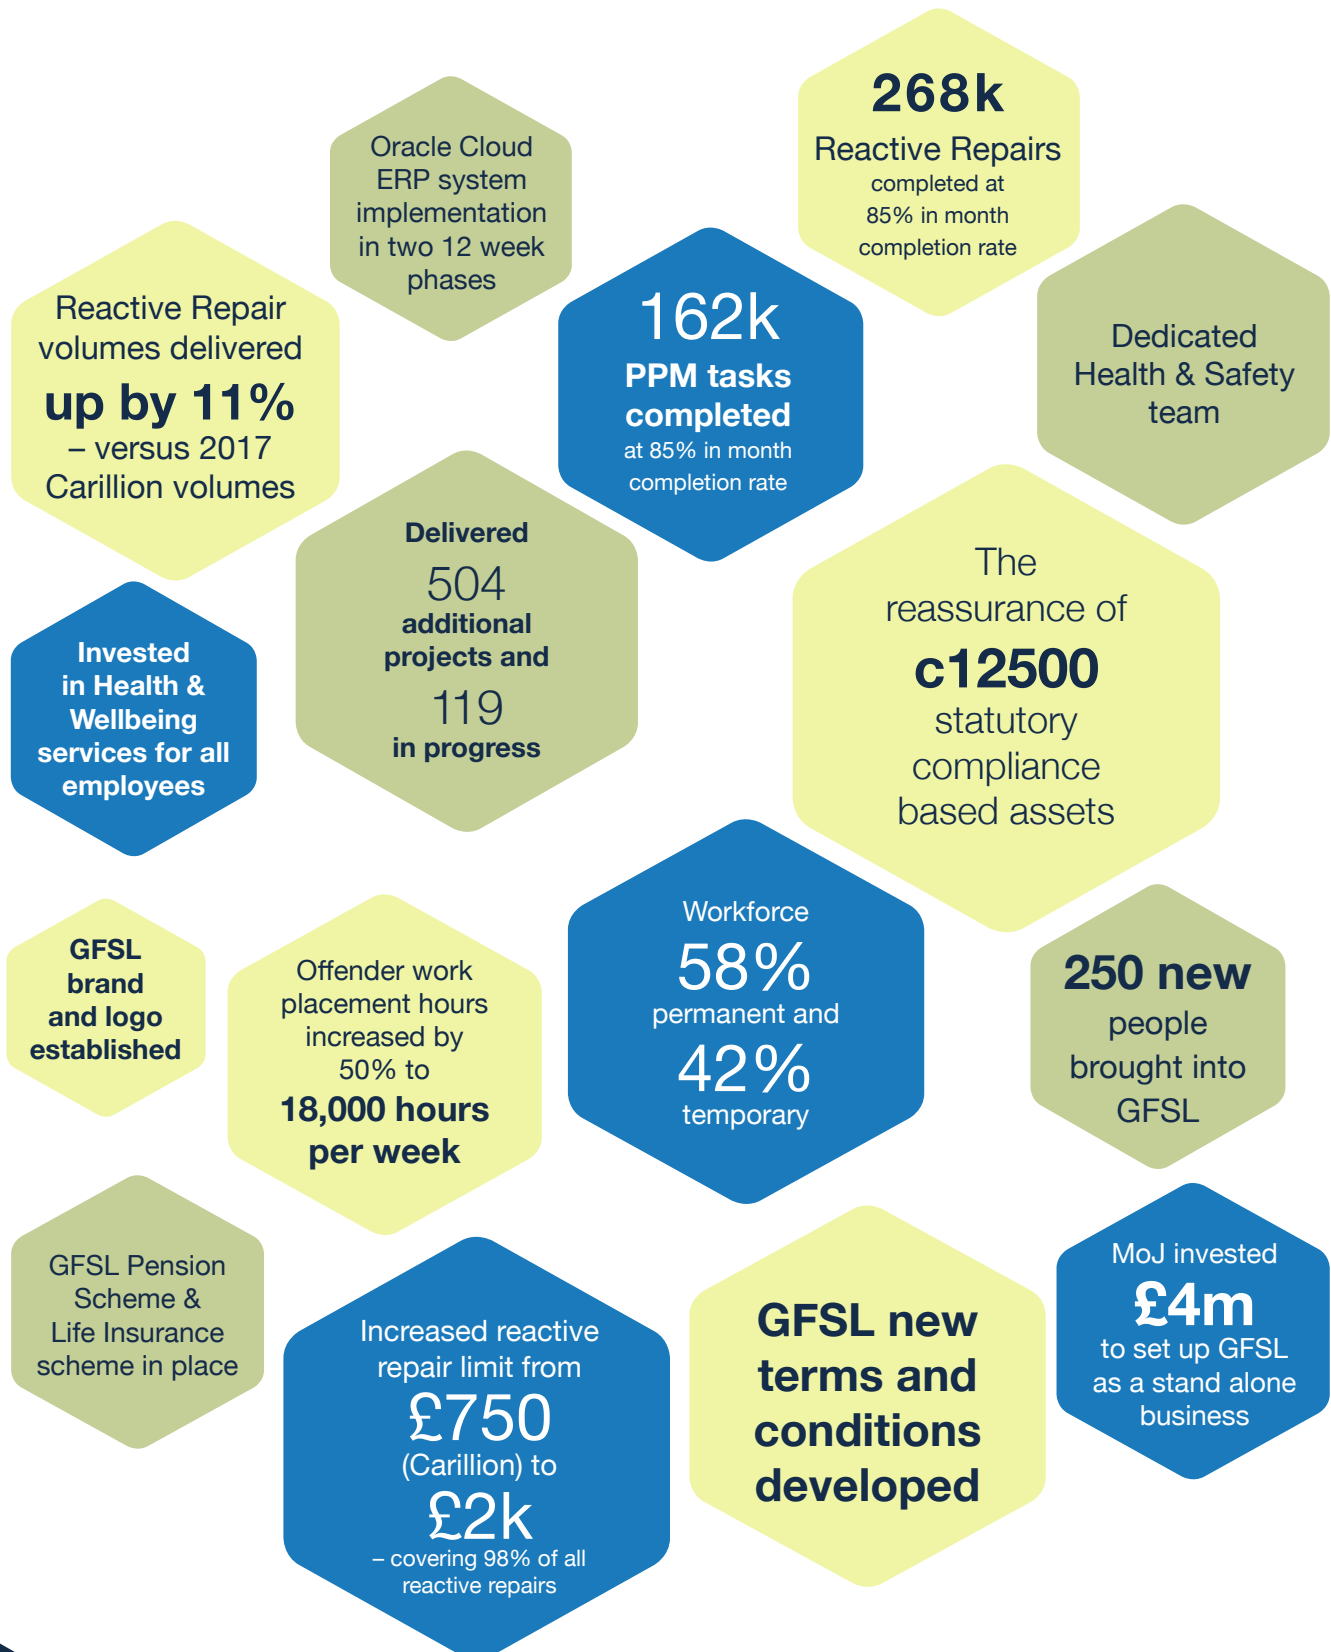 268k
Reactive Repairs
completed at
85% in month
completion rate
Oracle Cloud
ERP system
implementation
in two 12 week
phases
Reactive Repair
volumes delivered
up by 11%
– versus 2017
Carillion volumes
162k
PPM tasks
completed
at 85% in month
completion rate
Dedicated
Health & Safety
team
Delivered
504
additional
projects and
119
in progress
The
reassurance of
c12500
statutory
compliance
based assets
Invested
in Health &
Wellbeing
services for all
employees
GFSL
brand
and logo
established
Offender work
placement hours
increased by
50% to
18,000 hours
per week
Workforce
58%
permanent and
42%
temporary
250 new
people
brought into
GFSL
GFSL Pension
Scheme &
Life Insurance
scheme in place
Increased reactive
repair limit from
£750
(Carillion) to
£2k
– covering 98% of all
reactive repairs
GFSL new
terms and
conditions
developed
MoJ invested
£4m
to set up GFSL
as a stand alone
business